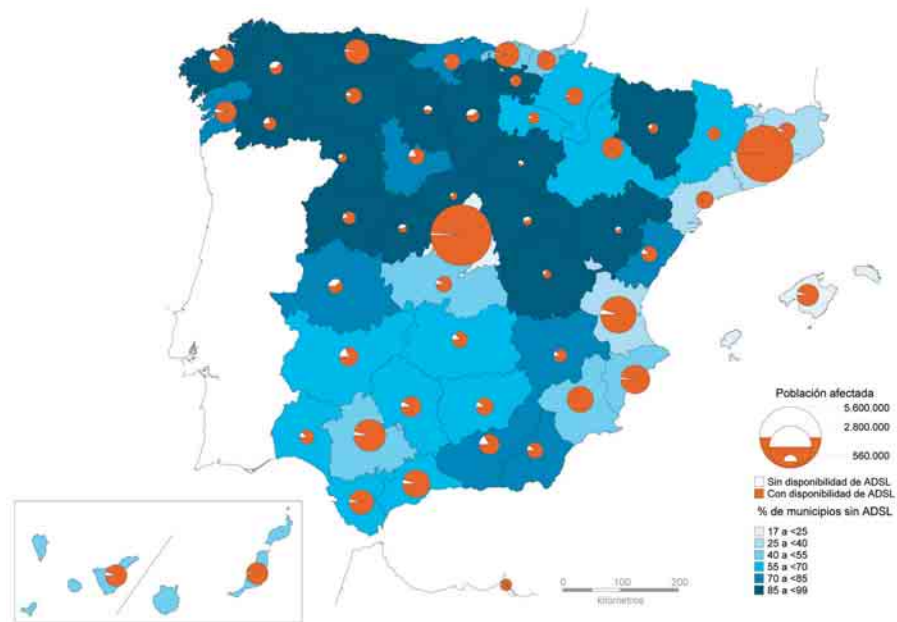 Población afectada
5.600.000
2.800.000
560.000
Sin disponibilidad de ADSL
Con disponibilidad de ADSL
% de municipios sin ADSL
17 a <25
25 a <40
40 a <55
55 a <70
70 a <85
85 a <99
0 100 200
kilómetros